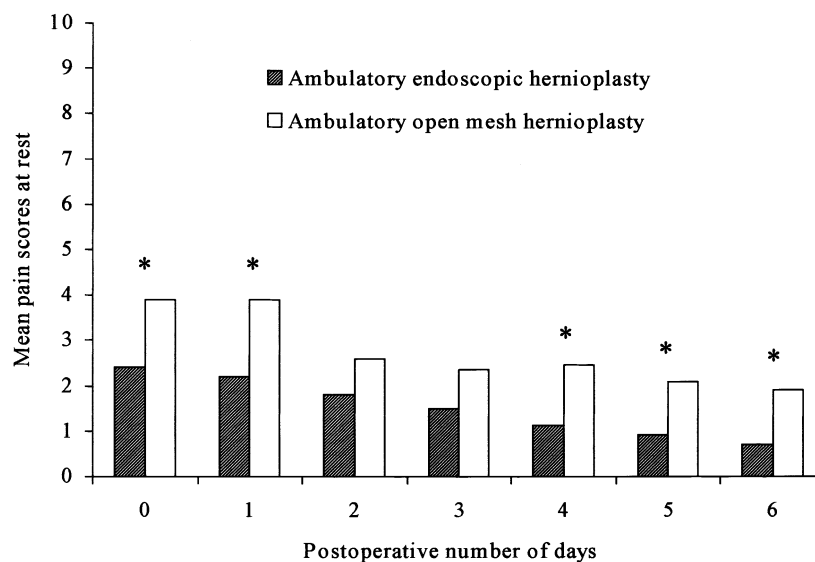 10
9
8
7
6
5
4
3
2
1
0
Mean pain scores at rest
Ambulatory endoscopic hernioplasty
Ambulatory open mesh hernioplasty
* * * * *
0 1 2 3 4 5 6
Postoperative number of days